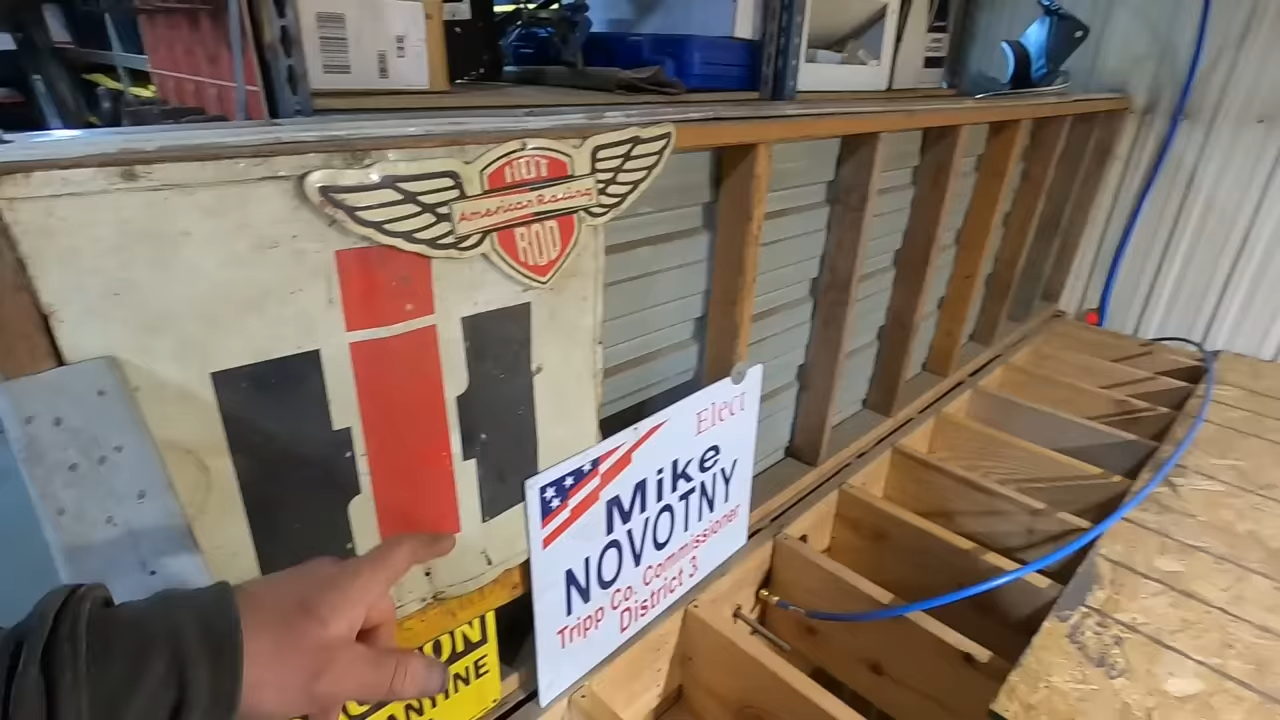 HOT
American Racing
ROD
Elect
Mike
NOVOTNY
Tripp Co. Commissioner
District 3